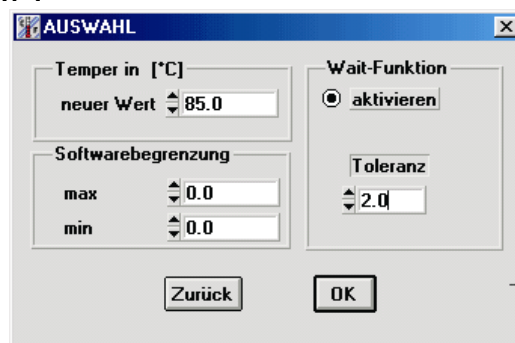 AUSWAHL
Temper in [°C]
neuer Wert 85.0
Softwarebegrenzung
max 0.0
min 0.0
Wait-Funktion
aktivieren
Toleranz
2.0
Zurück
OK